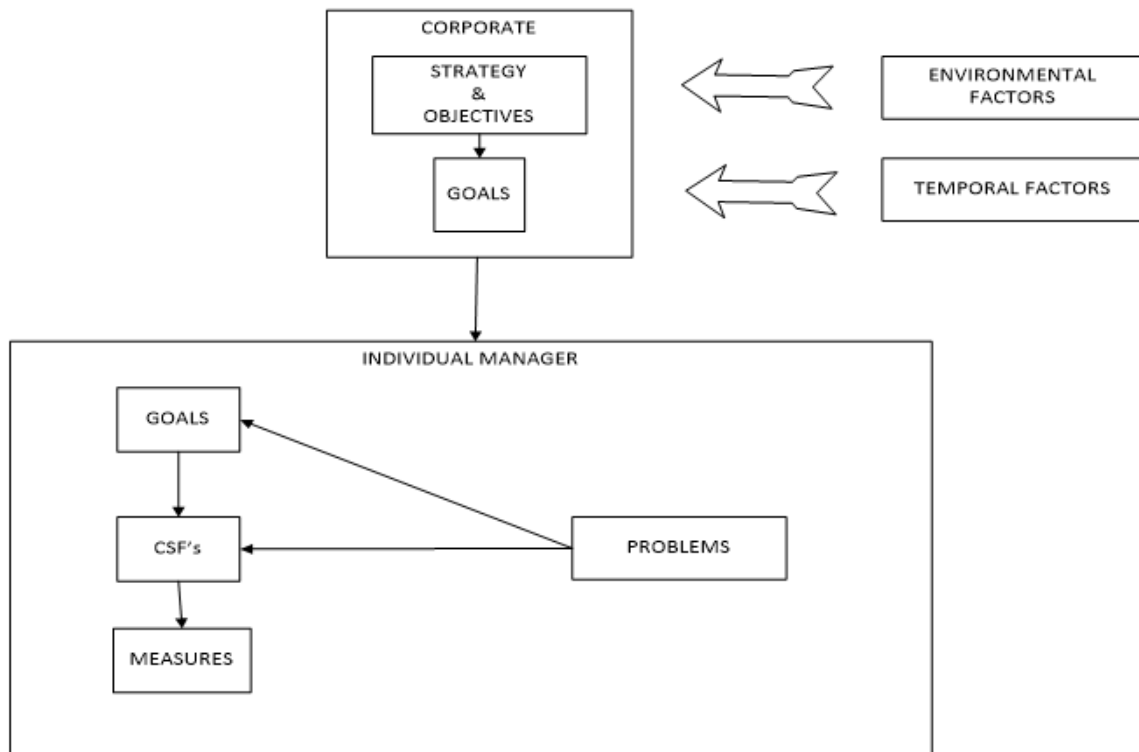 CORPORATE
STRATEGY
&
OBJECTIVES
GOALS
ENVIRONMENTAL
FACTORS
TEMPORAL FACTORS
INDIVIDUAL MANAGER
GOALS
CSF's
PROBLEMS
MEASURES